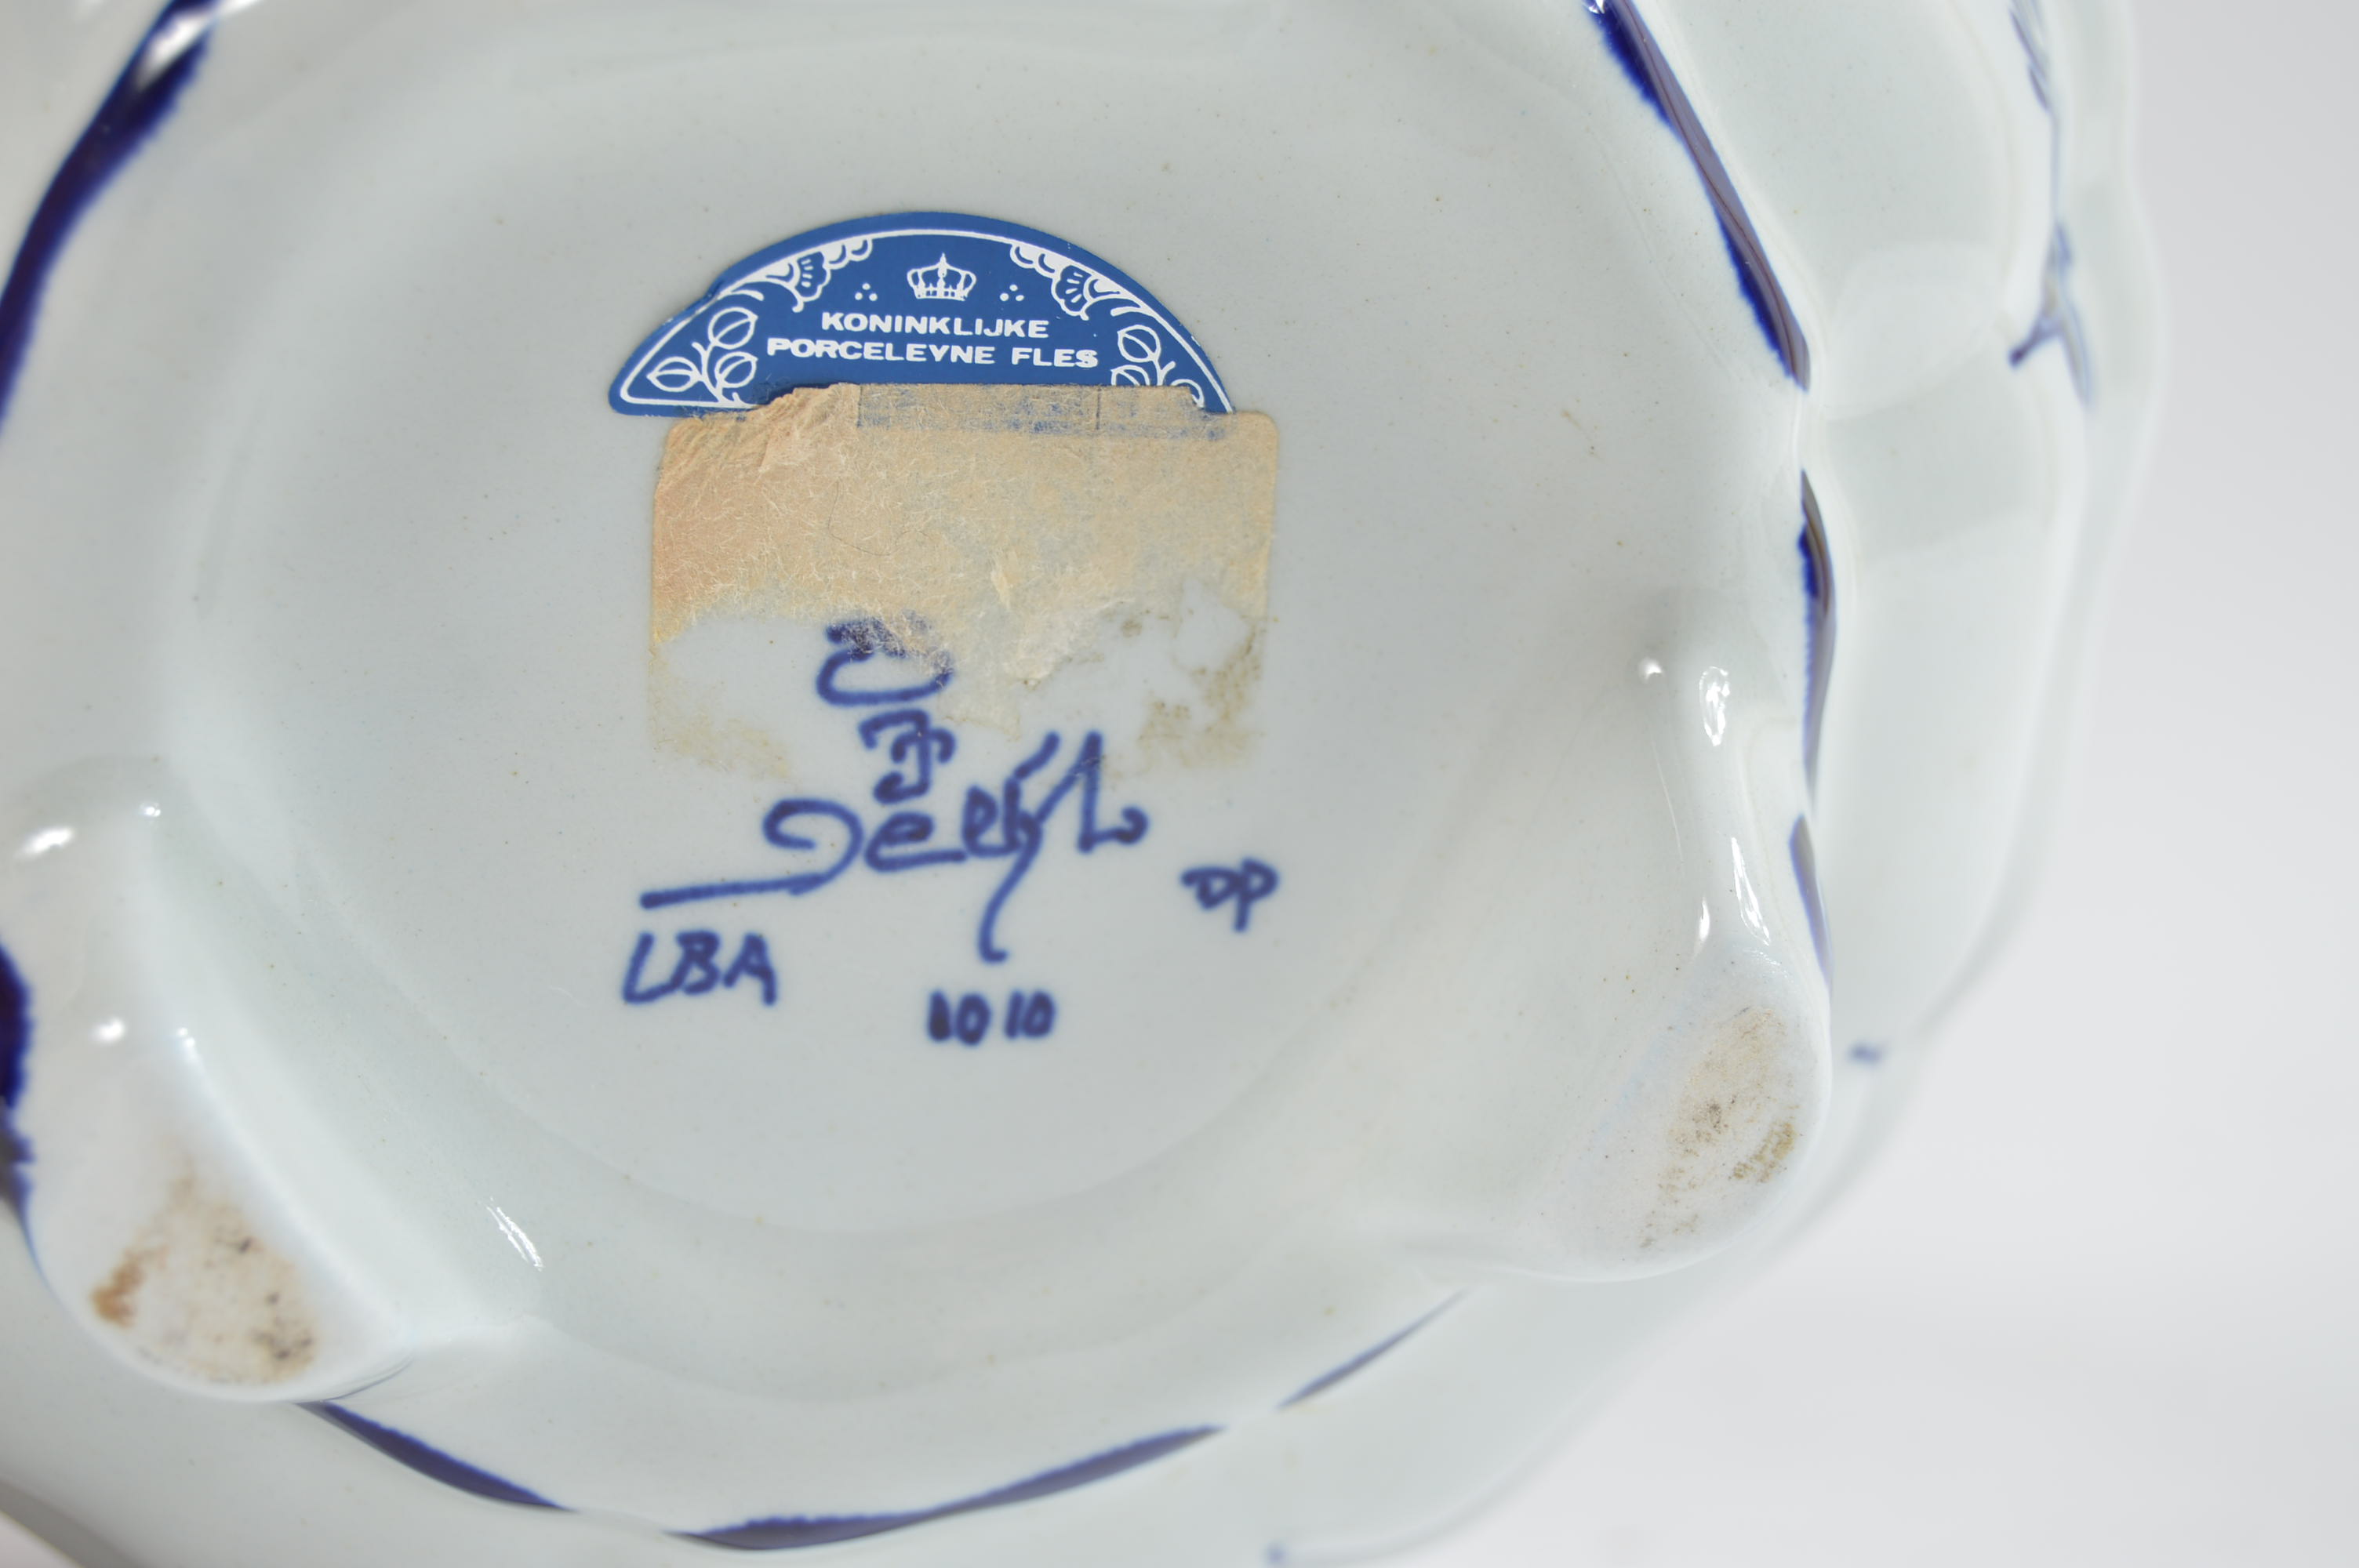 KONINKLIJKE
PORCELEYNE FLES
Delft
DP
LBA
1010